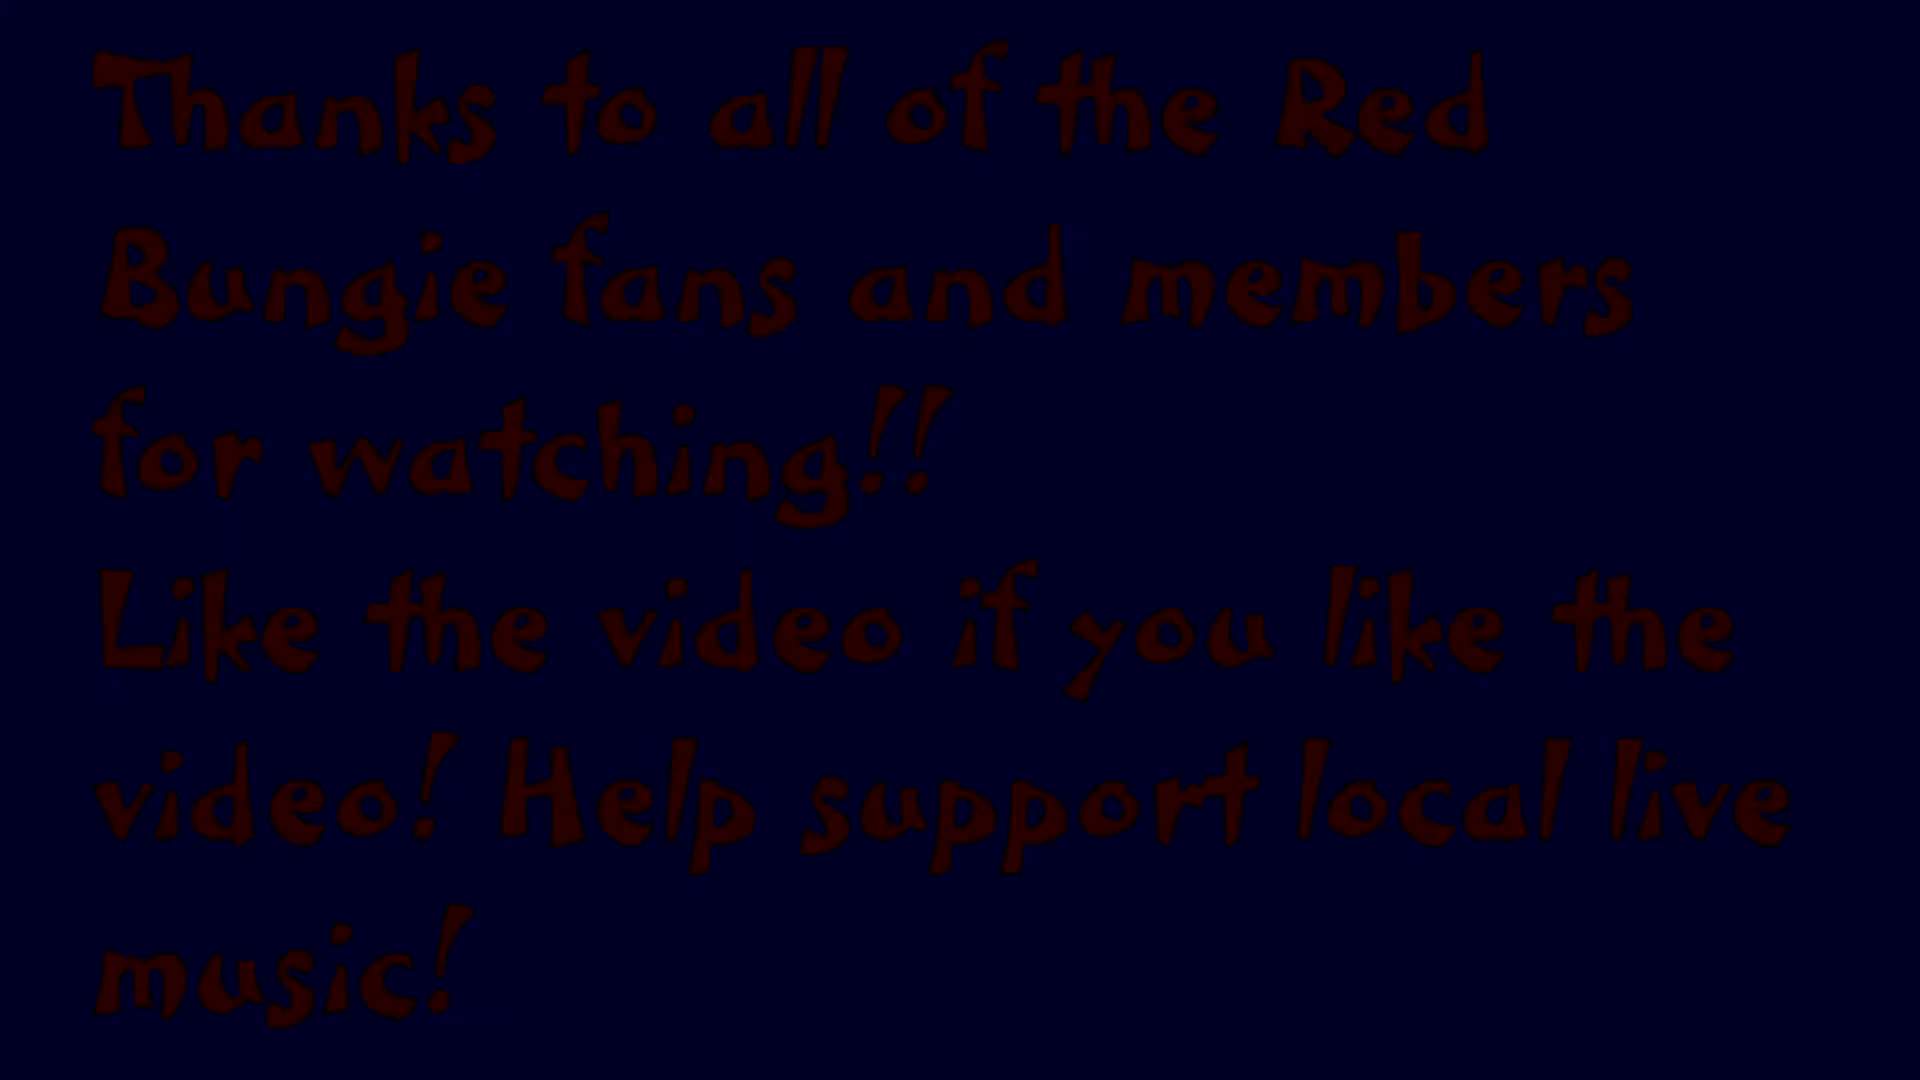 Thanks to all of the Red
Bungie fans and members
for watching!!
Like the video if you like the
video! Help support local live
music!